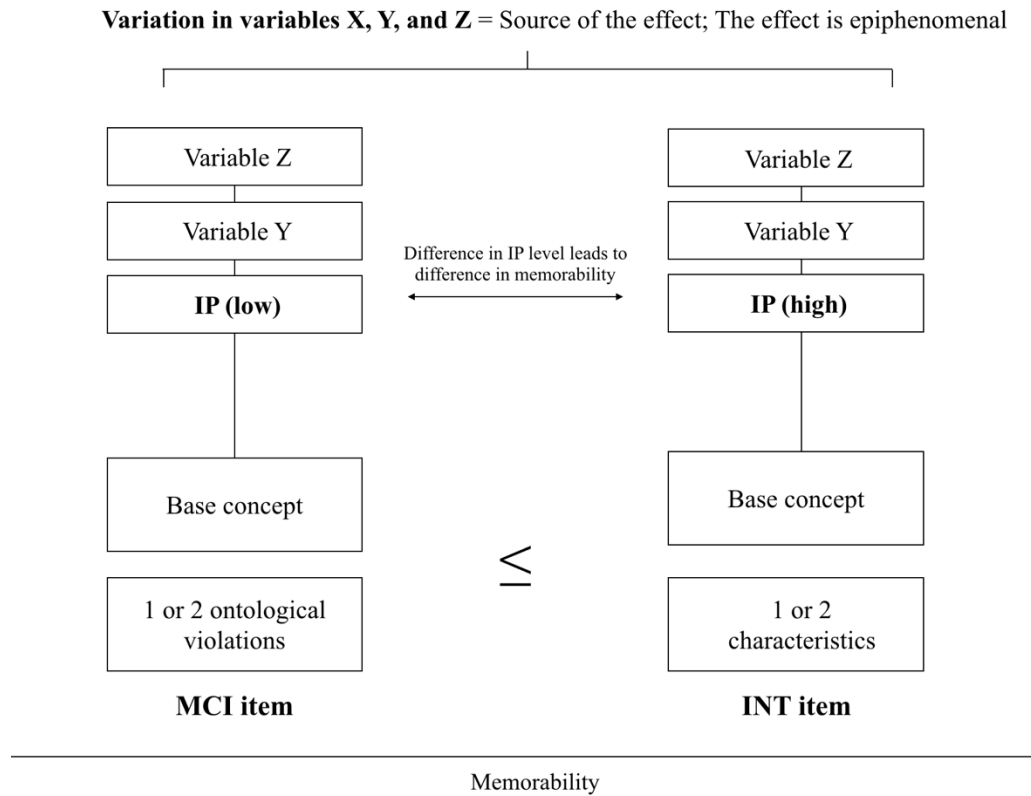 Variation in variables X, Y, and Z = Source of the effect; The effect is epiphenomenal
Variable Z
Variable Z
Variable Y
Variable Y
Difference in IP level leads to
difference in memorability
IP (low)
IP (high)
Base concept
Base concept
≤
1 or 2 ontological
violations
1 or 2
characteristics
MCI item
INT item
Memorability